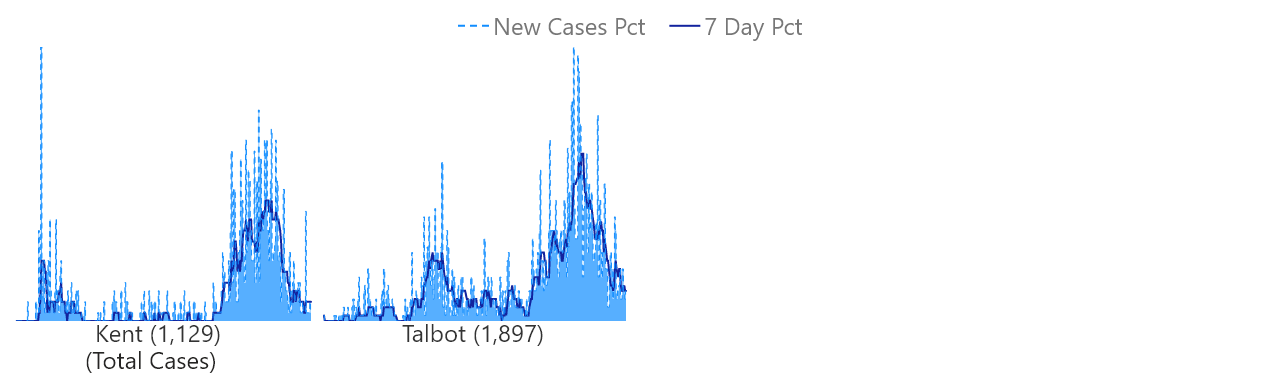 New Cases Pct 7 Day Pct
Kent (1,129) Talbot (1,897)
(Total Cases)